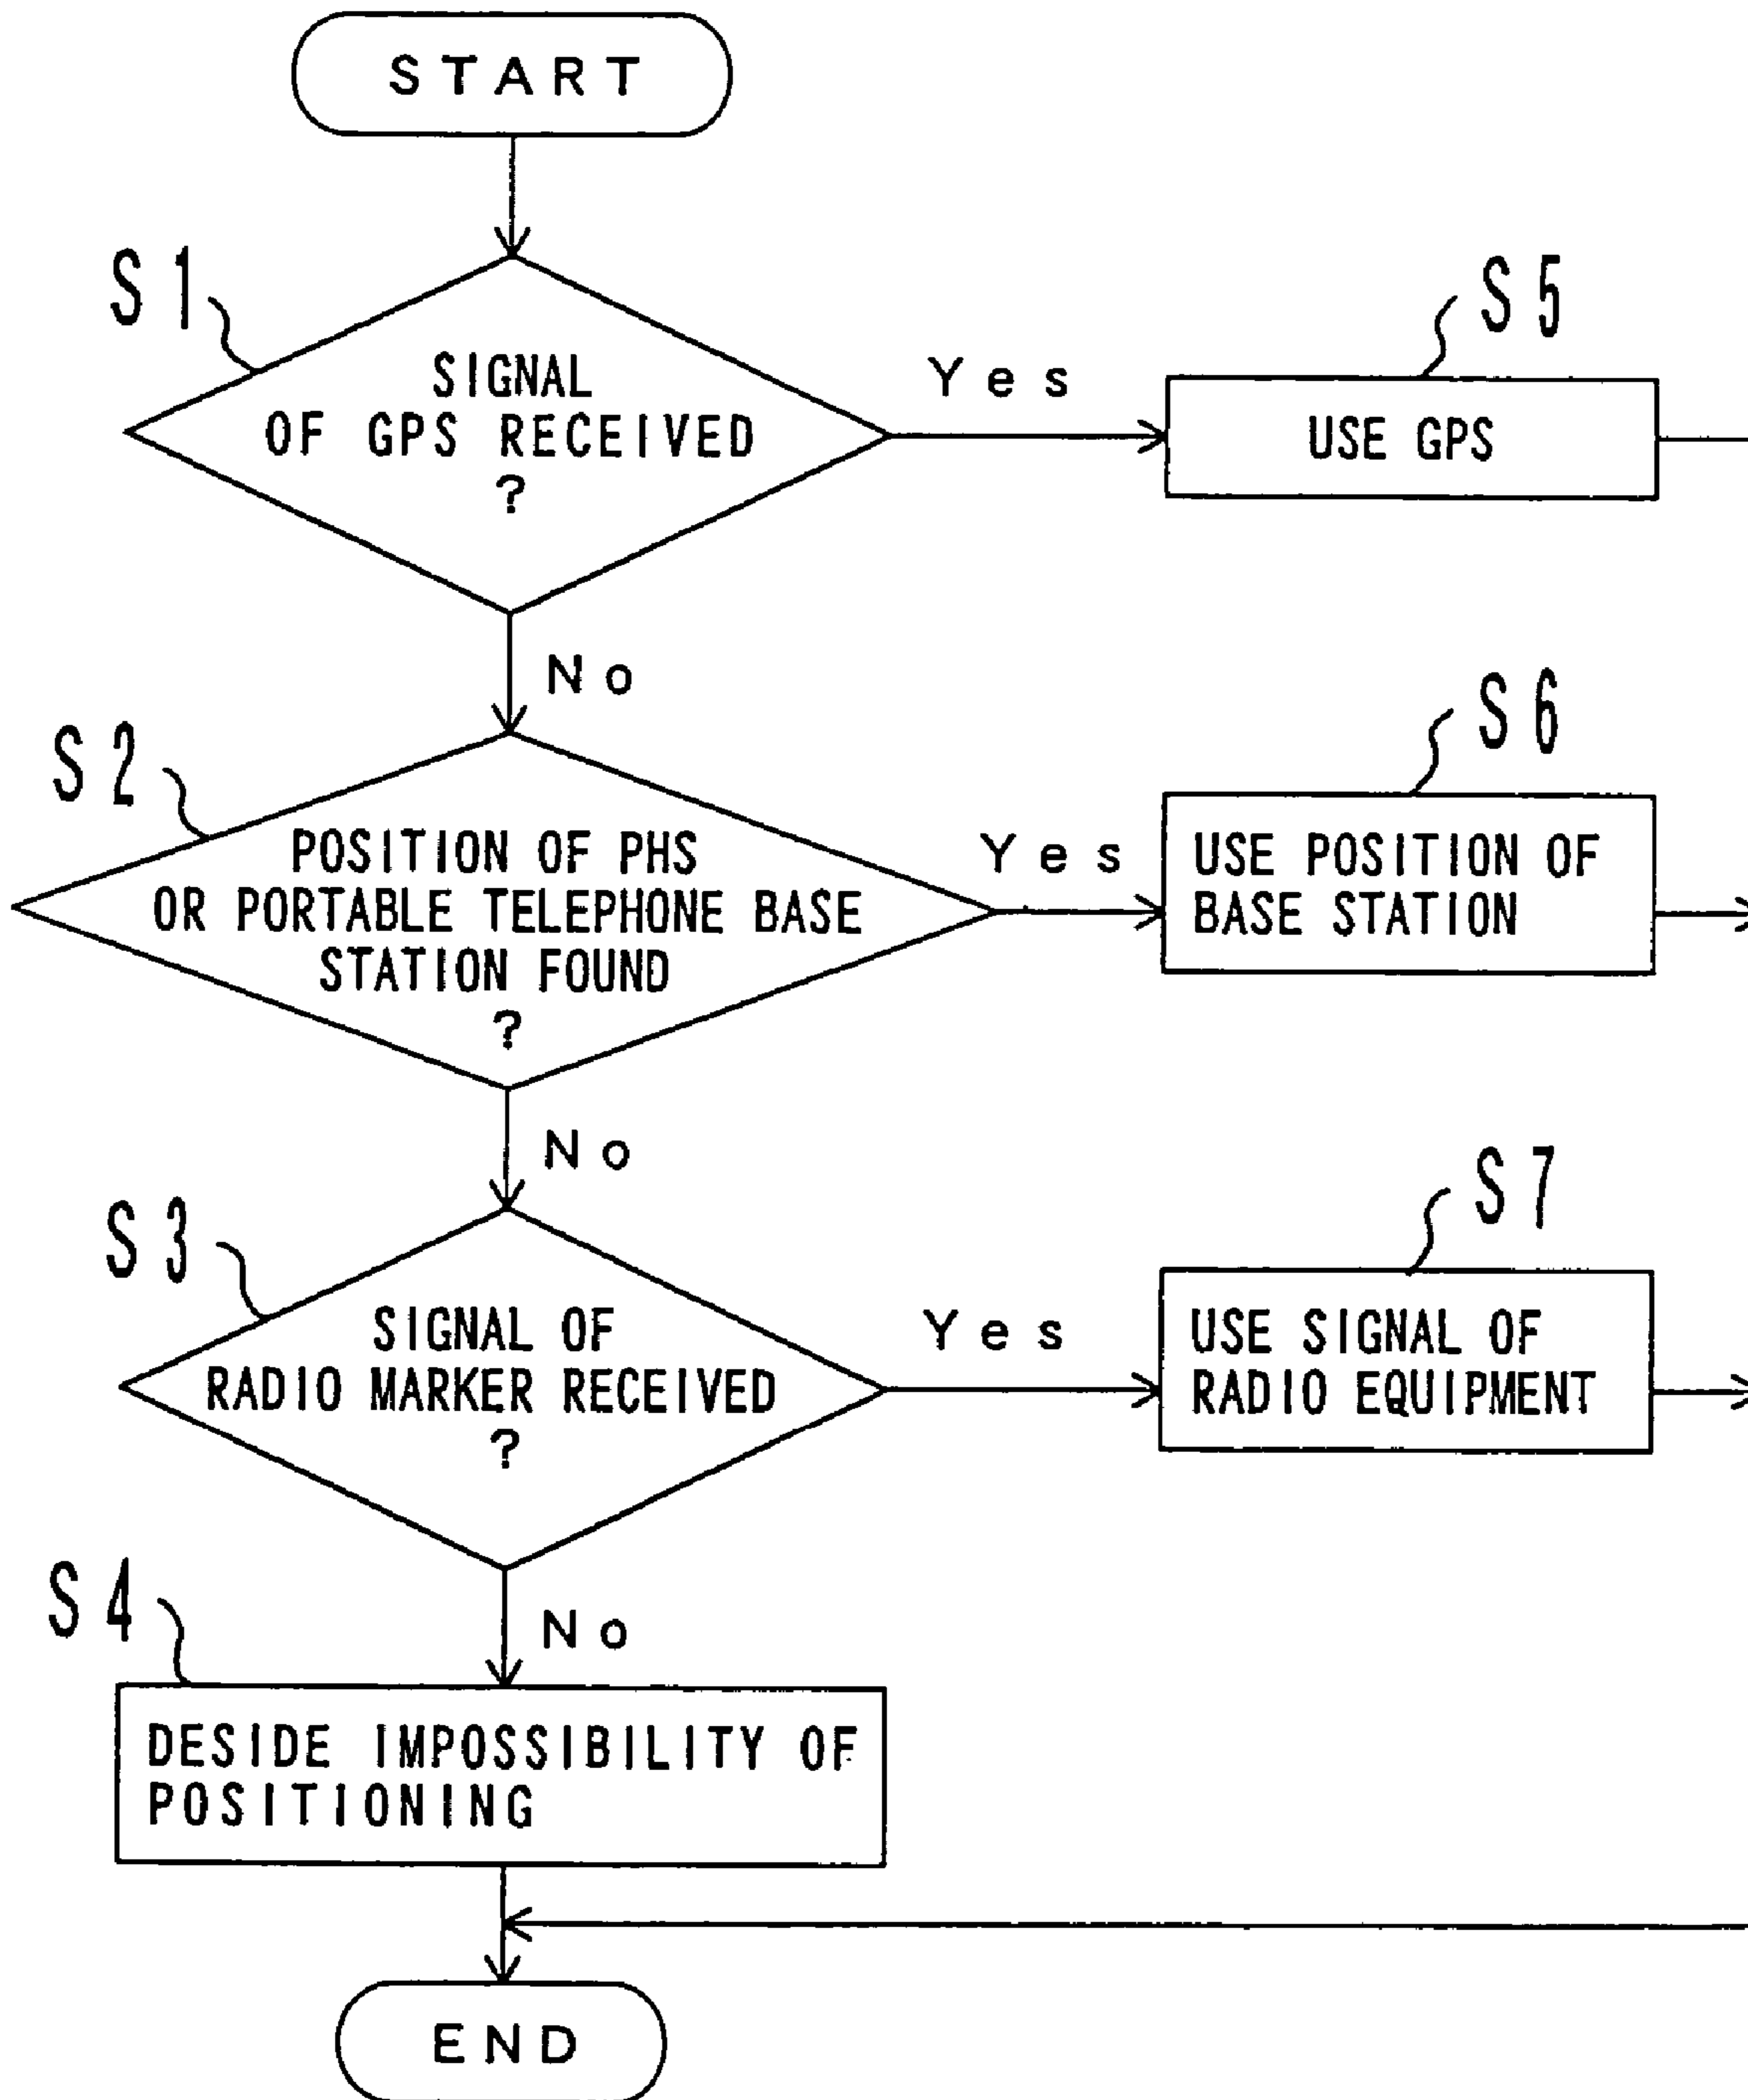 START
S1
SIGNAL
OF GPS RECEIVED
?
Yes
S5
USE GPS
No
S2
POSITION OF PHS
OR PORTABLE TELEPHONE BASE
STATION FOUND
?
Yes
S6
USE POSITION OF
BASE STATION
No
S3
SIGNAL OF
RADIO MARKER RECEIVED
?
Yes
S7
USE SIGNAL OF
RADIO EQUIPMENT
No
S4
DESIDE IMPOSSIBILITY OF
POSITIONING
END